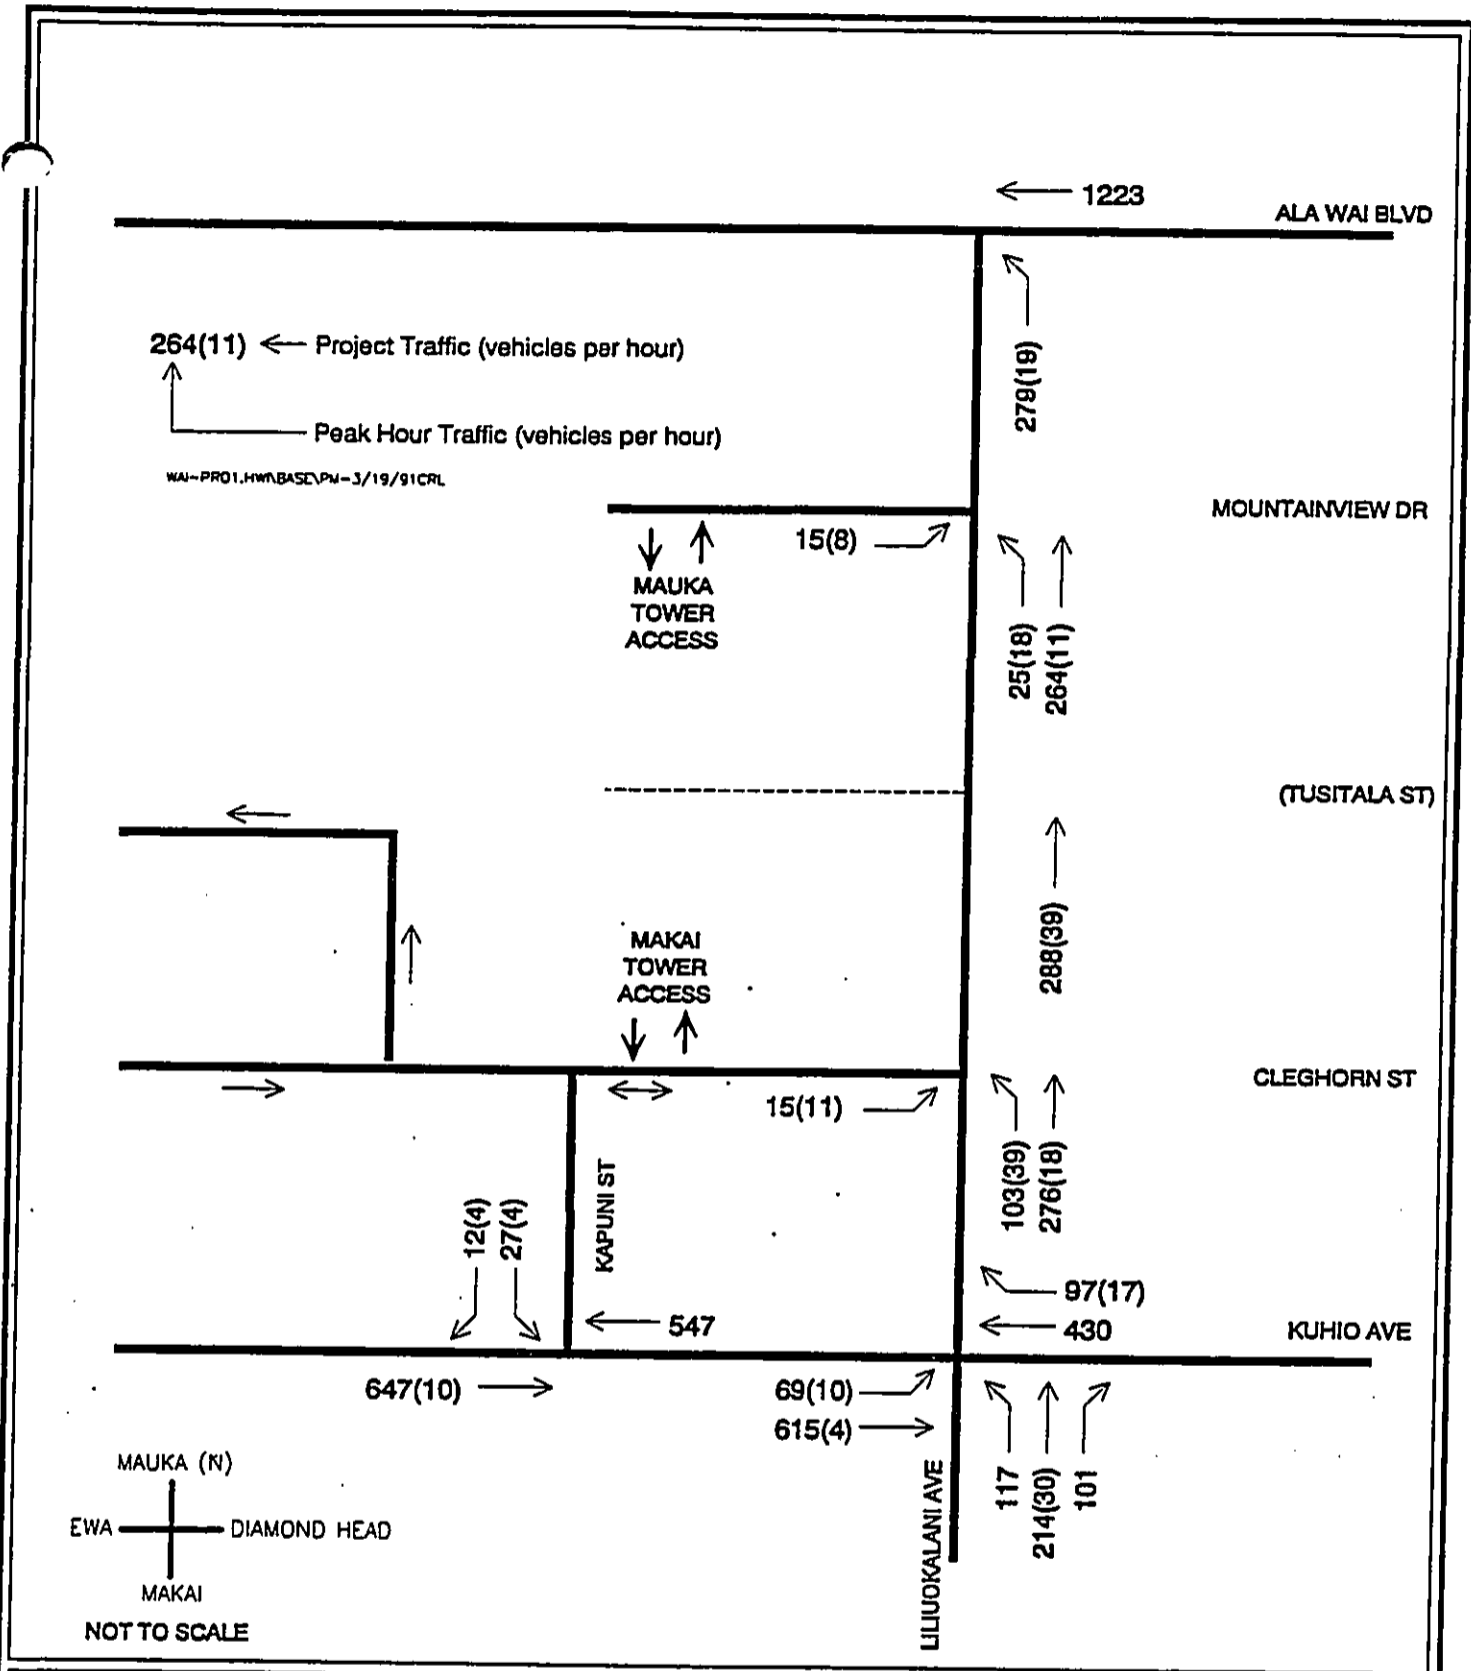 1223
ALA WAI BLVD
264(11)
Project Traffic (vehicles per hour)
279(19)
Peak Hour Traffic (vehicles per hour)
WAI-PRO1.HWI\BASE\PM-3/19/91CRL
MOUNTAINVIEW DR
15(8)
MAUKA
TOWER
ACCESS
25(18)
264(11)
(TUSITALA ST)
288(39)
MAKAI
TOWER
ACCESS
CLEGHORN ST
15(11)
103(39)
276(18)
12(4)
27(4)
KAPUNI ST
97(17)
547
430
KUHIO AVE
647(10)
69(10)
615(4)
117
214(30)
101
LILIUOKALANI AVE
MAUKA (N)
EWA
DIAMOND HEAD
MAKAI
NOT TO SCALE